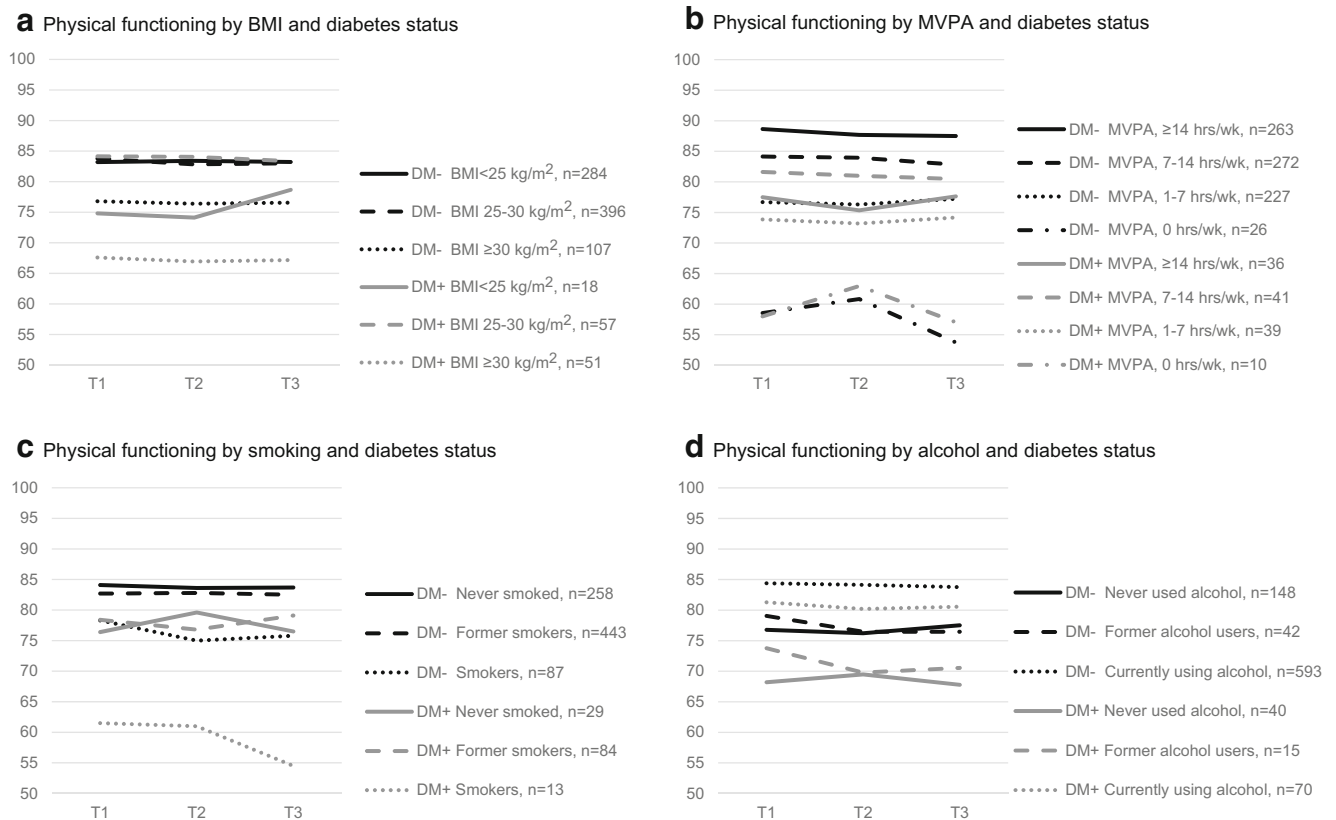 a Physical functioning by BMI and diabetes status
100
95
90
85
80
75
70
65
60
55
50
T1 T2 T3
DM- BMI<25 kg/m², n=284
DM- BMI 25-30 kg/m², n=396
DM- BMI ≥30 kg/m², n=107
DM+ BMI<25 kg/m², n=18
DM+ BMI 25-30 kg/m², n=57
DM+ BMI ≥30 kg/m², n=51
b Physical functioning by MVPA and diabetes status
100
95
90
85
80
75
70
65
60
55
50
T1 T2 T3
DM- MVPA, ≥14 hrs/wk, n=263
DM- MVPA, 7-14 hrs/wk, n=272
DM- MVPA, 1-7 hrs/wk, n=227
DM- MVPA, 0 hrs/wk, n=26
DM+ MVPA, ≥14 hrs/wk, n=36
DM+ MVPA, 7-14 hrs/wk, n=41
DM+ MVPA, 1-7 hrs/wk, n=39
DM+ MVPA, 0 hrs/wk, n=10
c Physical functioning by smoking and diabetes status
100
95
90
85
80
75
70
65
60
55
50
T1 T2 T3
DM- Never smoked, n=258
DM- Former smokers, n=443
DM- Smokers, n=87
DM+ Never smoked, n=29
DM+ Former smokers, n=84
DM+ Smokers, n=13
d Physical functioning by alcohol and diabetes status
100
95
90
85
80
75
70
65
60
55
50
T1 T2 T3
DM- Never used alcohol, n=148
DM- Former alcohol users, n=42
DM- Currently using alcohol, n=593
DM+ Never used alcohol, n=40
DM+ Former alcohol users, n=15
DM+ Currently using alcohol, n=70